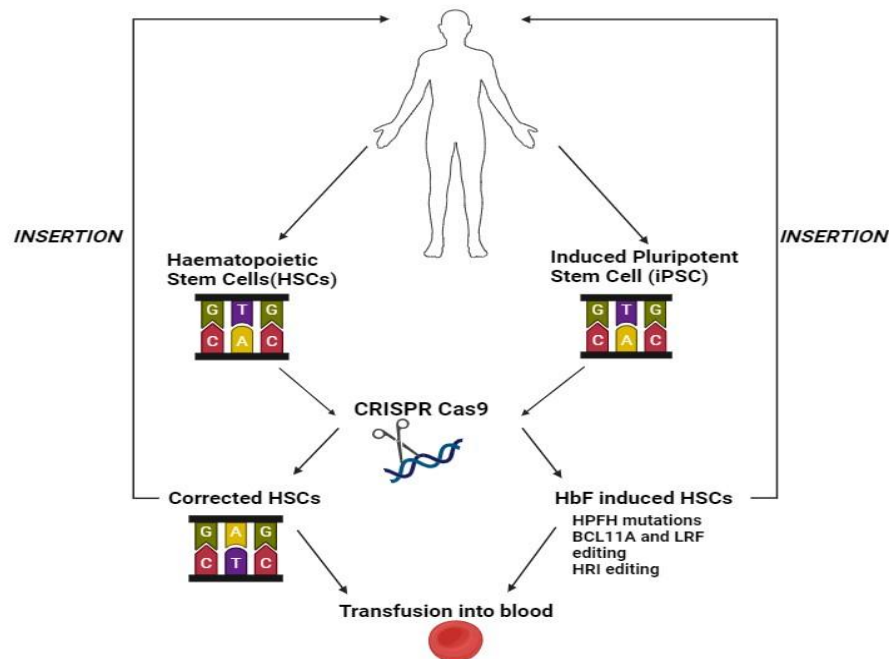 INSERTION
INSERTION
Haematopoietic
Stem Cells(HSCs)
G T G
C A C
Induced Pluripotent
Stem Cell (iPSC)
G T G
C A C
CRISPR Cas9
Corrected HSCs
G A G
C T C
HbF induced HSCs
HPFH mutations
BCL11A and LRF
editing
HRI editing
Transfusion into blood